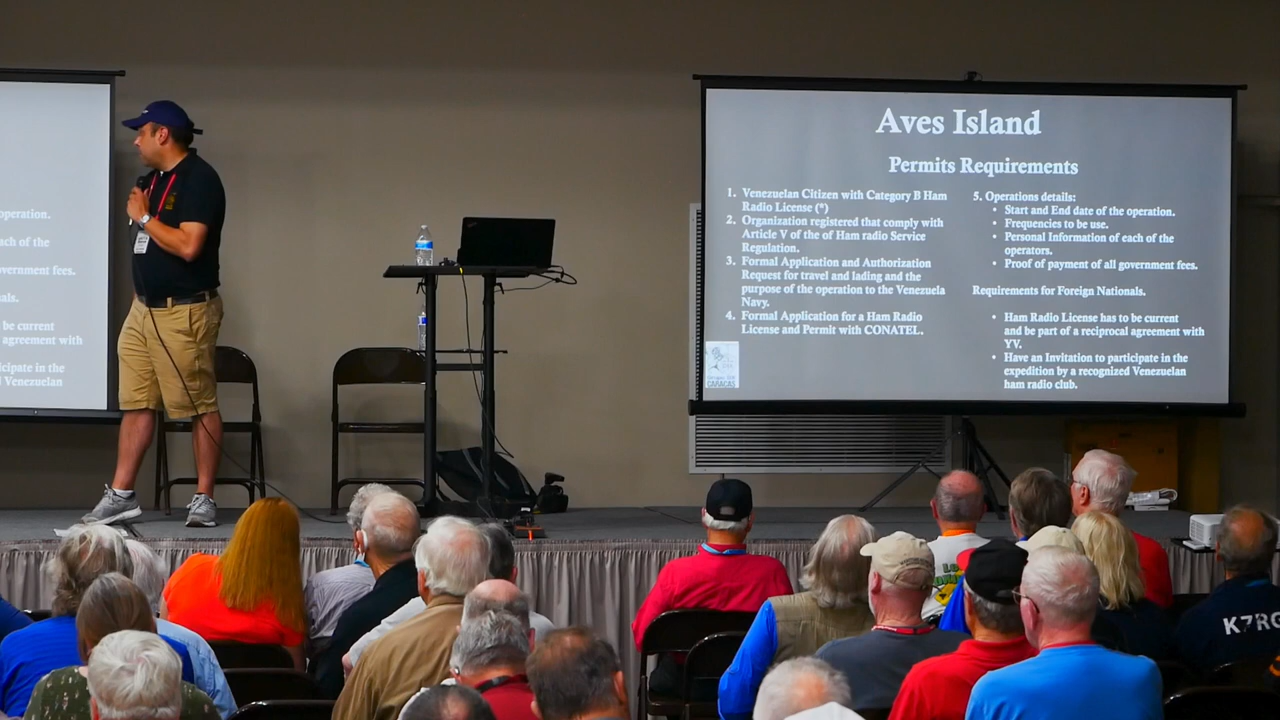 operation.
ach of the
vernment fees.
als.
be current
agreement with
icipate in the
Venezuelan
Aves Island
Permits Requirements
1. Venezuelan Citizen with Category B Ham
Radio License (*)
2. Organization registered that comply with
Article V of the of Ham radio Service
Regulation.
3. Formal Application and Authorization
Request for travel and lading and the
purpose of the operation to the Venezuela
Navy.
4. Formal Application for a Ham Radio
License and Permit with CONATEL.
5. Operations details:
• Start and End date of the operation.
• Frequencies to be use.
• Personal Information of each of the
operators.
• Proof of payment of all government fees.
Requirements for Foreign Nationals.
• Ham Radio License has to be current
and be part of a reciprocal agreement with
YV.
• Have an Invitation to participate in the
expedition by a recognized Venezuelan
ham radio club.
CARACAS
K7RG